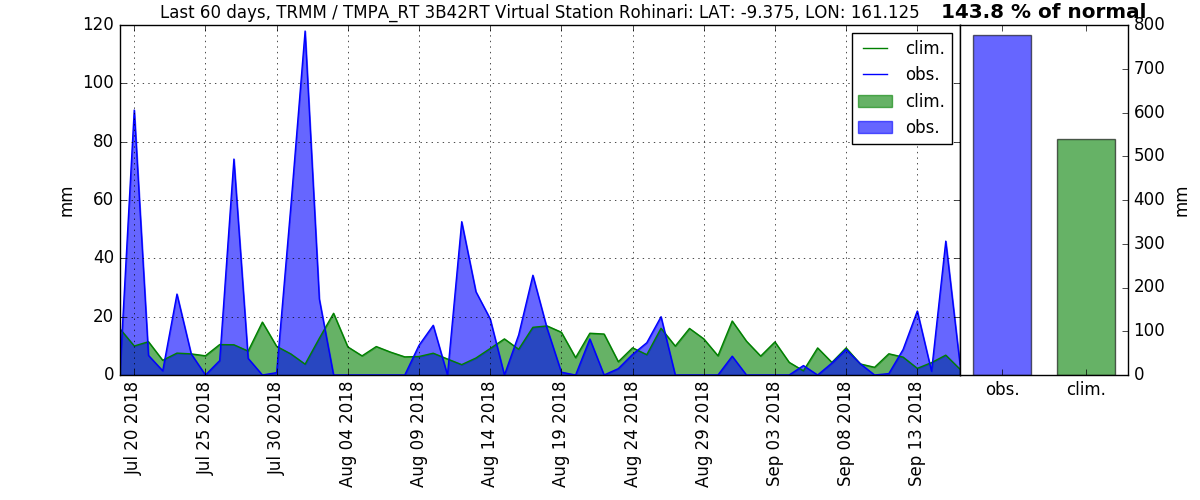 Last 60 days, TRMM / TMPA_RT 3B42RT Virtual Station Rohinari: LAT: -9.375, LON: 161.125
143.8 % of normal
120
100
80
60
40
20
0
mm
clim.
obs.
clim.
obs.
800
700
600
500
400
300
200
100
0
mm
obs.
clim.
Jul 20 2018
Jul 25 2018
Jul 30 2018
Aug 04 2018
Aug 09 2018
Aug 14 2018
Aug 19 2018
Aug 24 2018
Aug 29 2018
Sep 03 2018
Sep 08 2018
Sep 13 2018